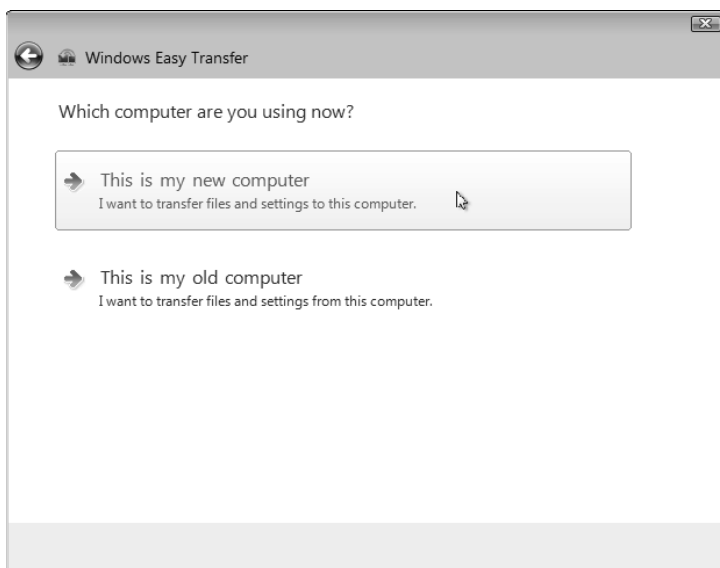 Windows Easy Transfer
Which computer are you using now?
This is my new computer
I want to transfer files and settings to this computer.
This is my old computer
I want to transfer files and settings from this computer.